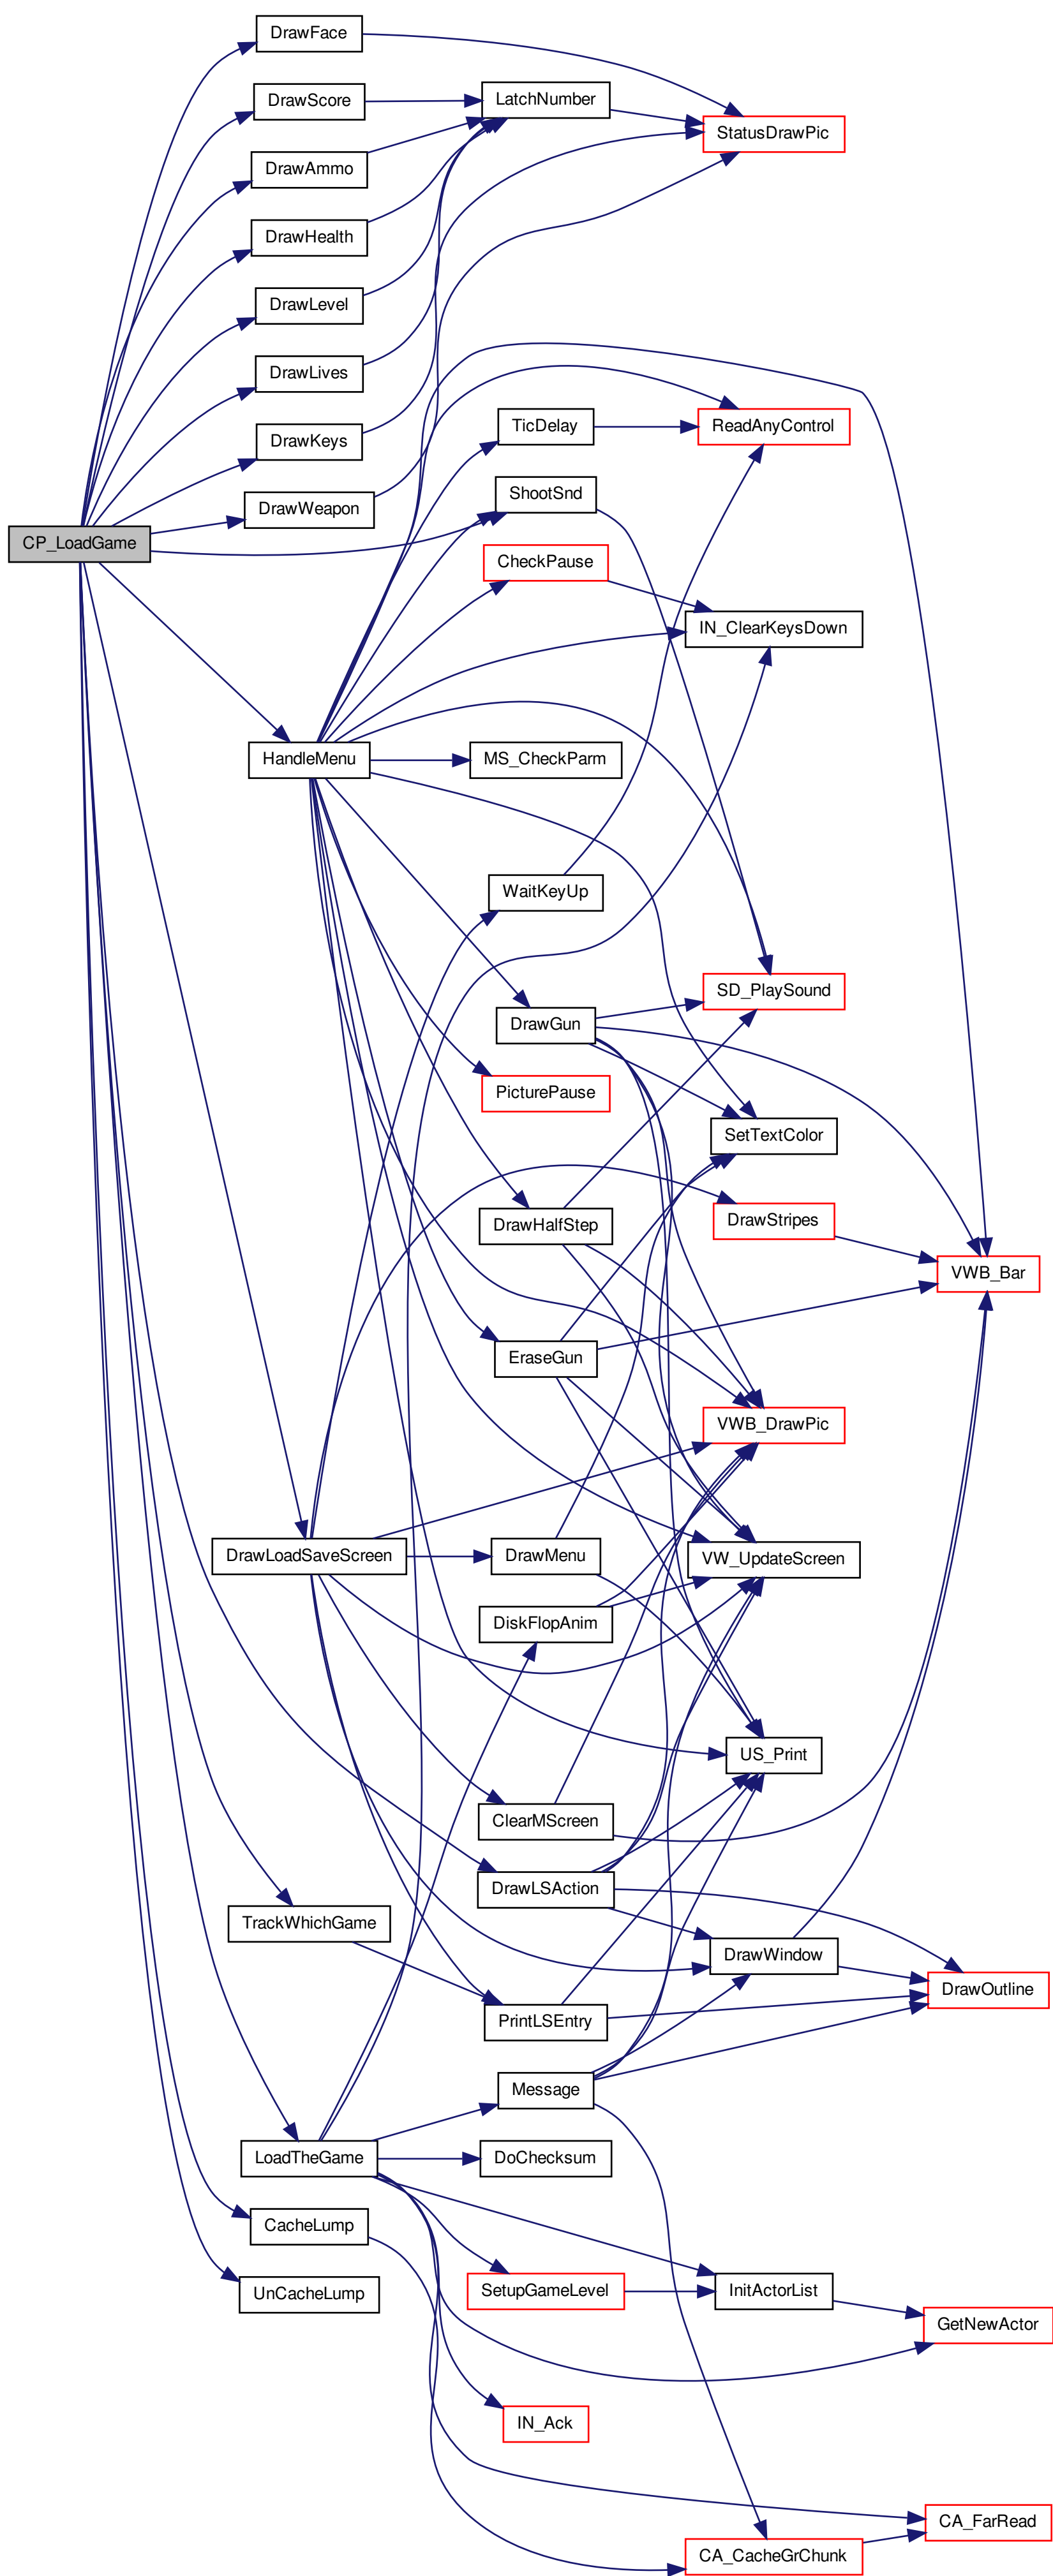 DrawFace
DrawScore
LatchNumber
StatusDrawPic
DrawAmmo
DrawHealth
DrawLevel
DrawLives
DrawKeys
TicDelay
ReadAnyControl
ShootSnd
DrawWeapon
CP_LoadGame
CheckPause
IN_ClearKeysDown
HandleMenu
MS_CheckParm
WaitKeyUp
SD_PlaySound
DrawGun
PicturePause
SetTextColor
DrawHalfStep
DrawStripes
VWB_Bar
EraseGun
VWB_DrawPic
DrawLoadSaveScreen
DrawMenu
VW_UpdateScreen
DiskFlopAnim
US_Print
ClearMScreen
DrawLSAction
TrackWhichGame
DrawWindow
DrawOutline
PrintLSEntry
Message
LoadTheGame
DoChecksum
CacheLump
UnCacheLump
SetupGameLevel
InitActorList
GetNewActor
IN_Ack
CA_FarRead
CA_CacheGrChunk